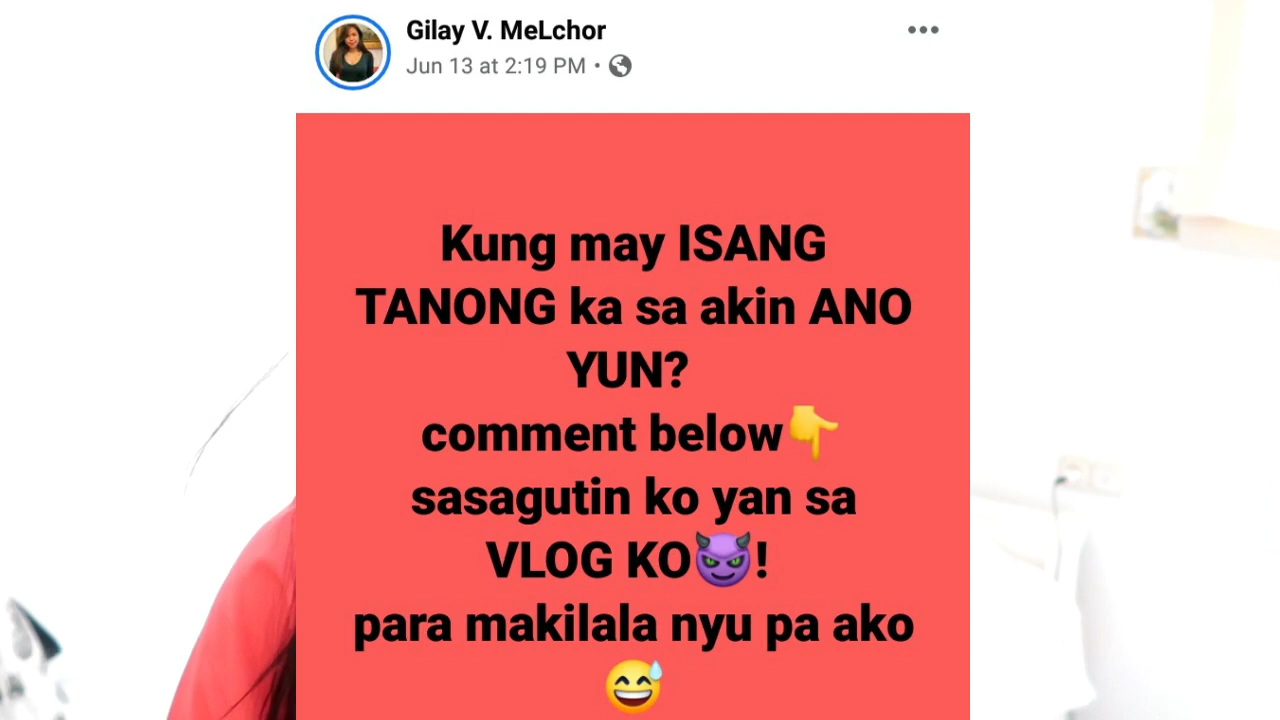 Gilay V. MeLchor
Jun 13 at 2:19 PM •
Kung may ISANG
TANONG ka sa akin ANO
YUN?
comment below👇
sasagutin ko yan sa
VLOG KO😈!
para makilala nyu pa ako
😅